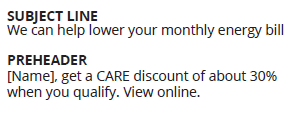 SUBJECT LINE
We can help lower your monthly energy bill
PREHEADER
[Name], get a CARE discount of about 30%
when you qualify. View online.